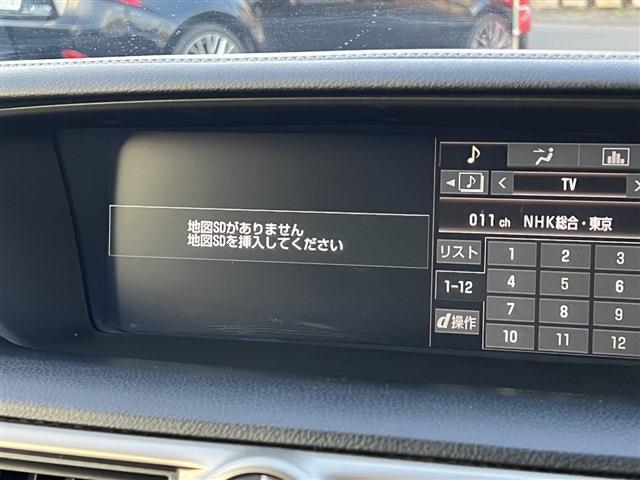 地図SDがありません
地図SDを挿入してください
TV
011 ch NHK総合・東京
リスト
1 2 3
1-12
4 5 6
7 8 9
d操作
10 11 12